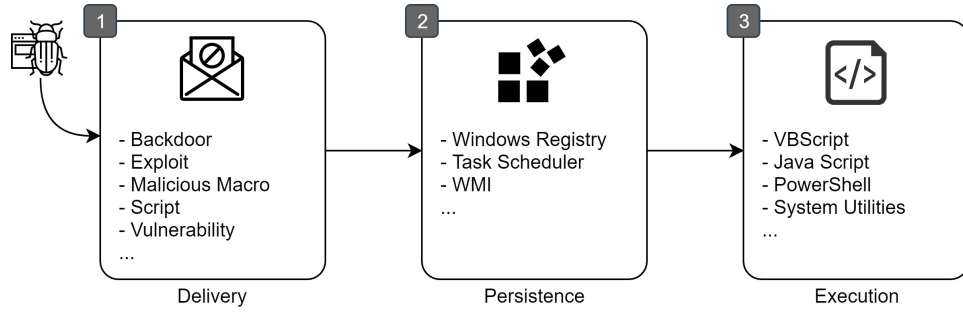 1
- Backdoor
- Exploit
- Malicious Macro
- Script
- Vulnerability
...
Delivery
2
- Windows Registry
- Task Scheduler
- WMI
...
Persistence
3
</>
- VBScript
- Java Script
- PowerShell
- System Utilities
...
Execution